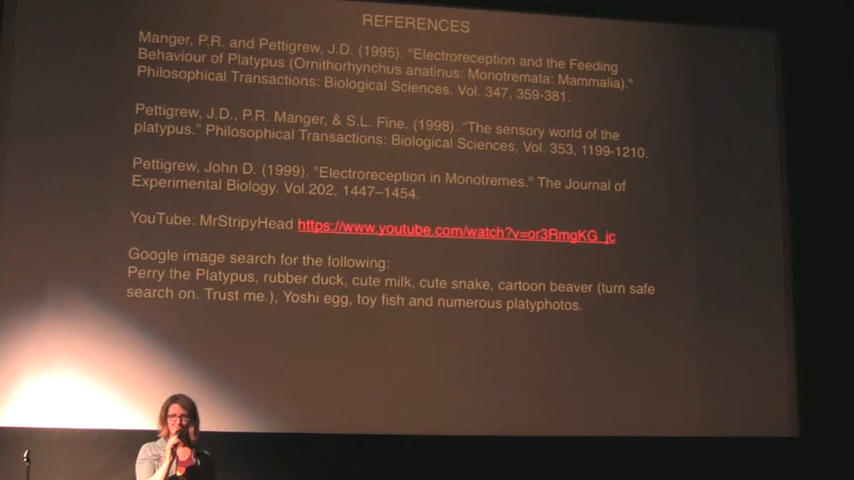 REFERENCES
Manger, P.R. and Pettigrew, J.D. (1995). "Electroreception and the Feeding
Behaviour of Platypus (Ornithorhynchus anatinus: Monotremata: Mammalia)."
Philosophical Transactions: Biological Sciences. Vol. 347, 359-381.
Pettigrew, J.D., P.R. Manger, & S.L. Fine. (1998). "The sensory world of the
platypus." Philosophical Transactions: Biological Sciences, Vol. 353, 1199-1210.
Pettigrew, John D. (1999). "Electroreception in Monotremes." The Journal of
Experimental Biology. Vol.202, 1447–1454.
YouTube: MrStripyHead https://www.youtube.com/watch?v=or3RmgKG_jc
Google image search for the following:
Perry the Platypus, rubber duck, cute milk, cute snake, cartoon beaver (turn safe
search on. Trust me.), Yoshi egg, toy fish and numerous platyphotos.